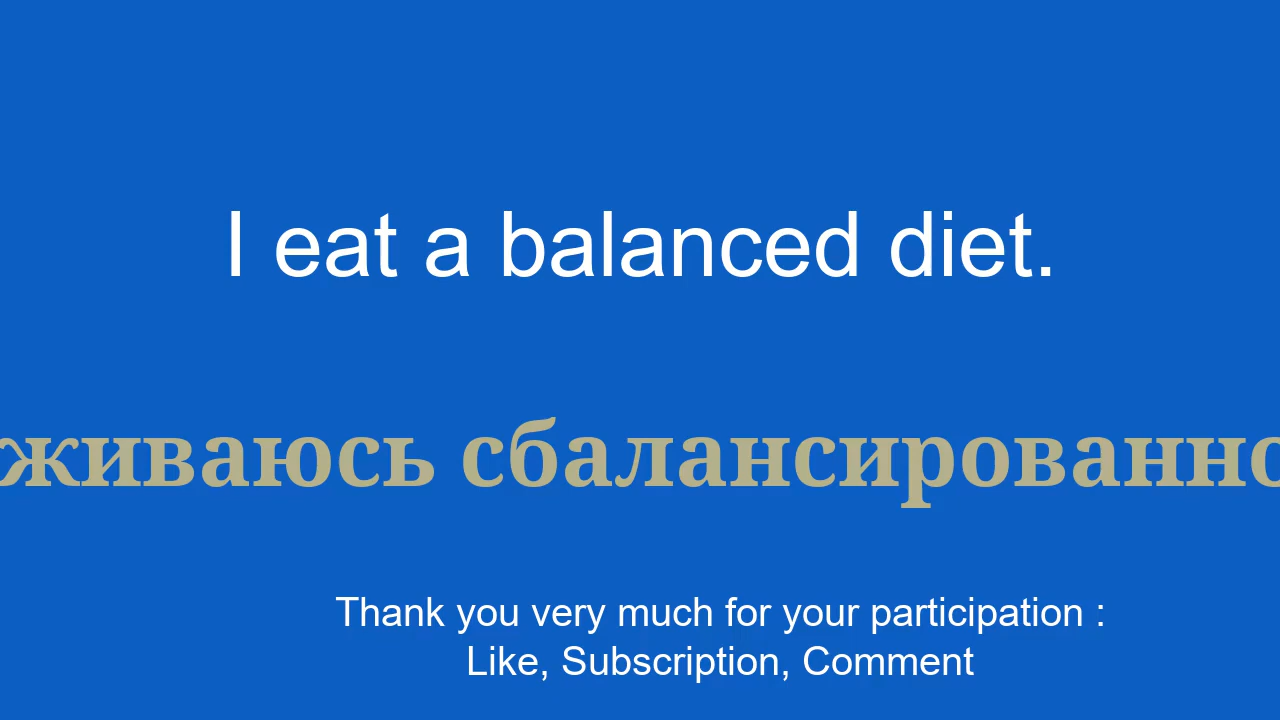 I eat a balanced diet.
живаюсь сбалансированно
Thank you very much for your participation :
Like, Subscription, Comment